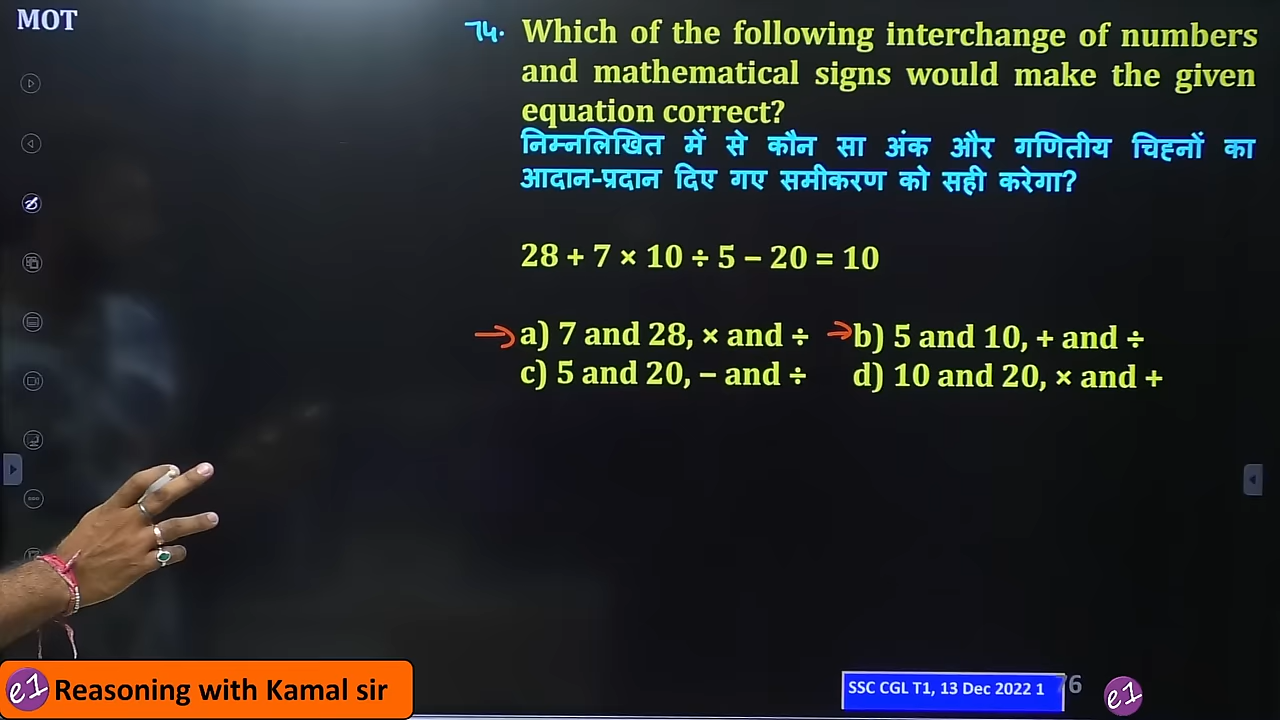 MOT
74. Which of the following interchange of numbers
and mathematical signs would make the given
equation correct?
निम्नलिखित में से कौन सा अंक और गणितीय चिह्नों का
आदान-प्रदान दिए गए समीकरण को सही करेगा?
28 + 7 × 10 ÷ 5 – 20 = 10
a) 7 and 28, × and ÷ b) 5 and 10, + and ÷
c) 5 and 20, – and ÷ d) 10 and 20, × and +
e1 Reasoning with Kamal sir
SSC CGL T1, 13 Dec 2022 1 76 e1